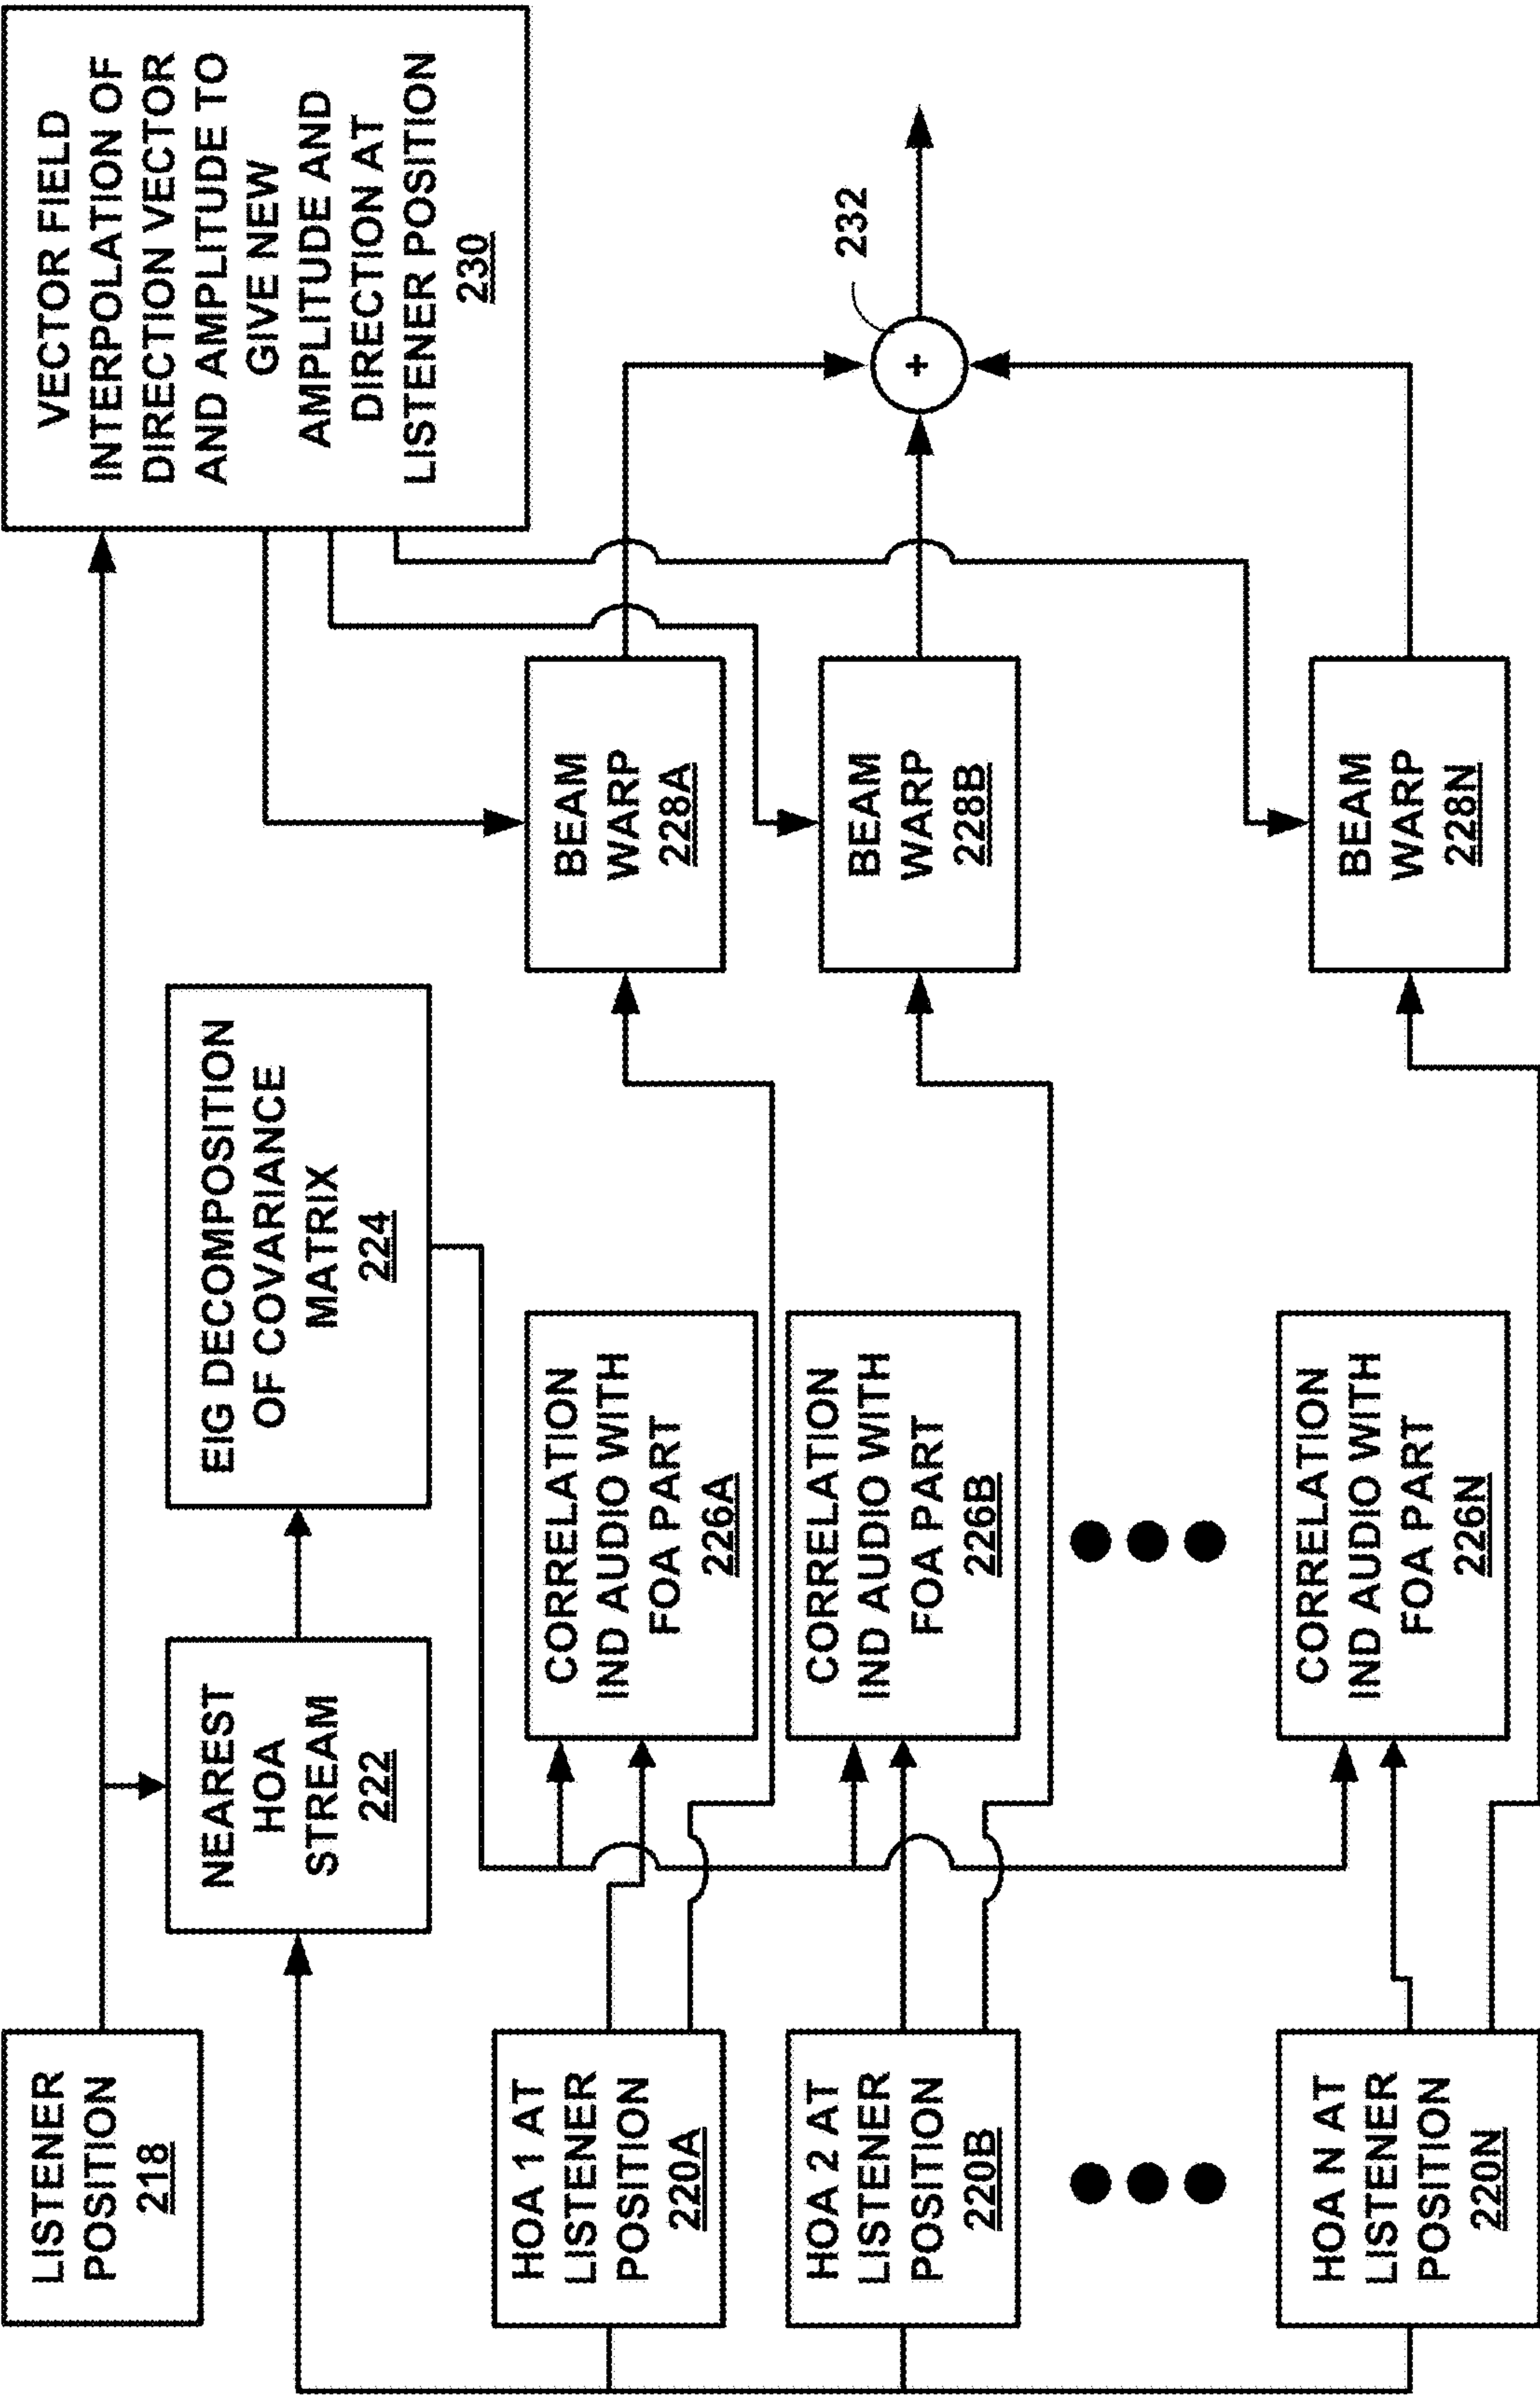 LISTENER
POSITION
218
NEAREST
HOA
STREAM
222
EIG DECOMPOSITION
OF COVARIANCE
MATRIX
224
VECTOR FIELD
INTERPOLATION OF
DIRECTION VECTOR
AND AMPLITUDE TO
GIVE NEW
AMPLITUDE AND
DIRECTION AT
LISTENER POSITION
230
HOA 1 AT
LISTENER
POSITION
220A
CORRELATION
IND AUDIO WITH
FOA PART
226A
BEAM
WARP
228A
HOA 2 AT
LISTENER
POSITION
220B
CORRELATION
IND AUDIO WITH
FOA PART
226B
BEAM
WARP
228B
232
+
HOA N AT
LISTENER
POSITION
220N
CORRELATION
IND AUDIO WITH
FOA PART
226N
BEAM
WARP
228N